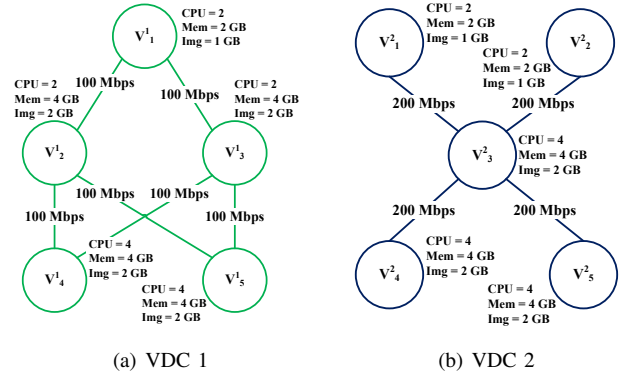 CPU = 2
Mem = 2 GB
Img = 1 GB
V¹₁
100 Mbps
100 Mbps
CPU = 2
Mem = 4 GB
Img = 2 GB
V¹₂
CPU = 2
Mem = 4 GB
Img = 2 GB
V¹₃
100 Mbps
100 Mbps
100 Mbps
100 Mbps
CPU = 4
Mem = 4 GB
Img = 2 GB
V¹₄
CPU = 4
Mem = 4 GB
Img = 2 GB
V¹₅
(a) VDC 1
CPU = 2
Mem = 2 GB
Img = 1 GB
V²₁
CPU = 2
Mem = 2 GB
Img = 1 GB
V²₂
200 Mbps
200 Mbps
CPU = 4
Mem = 4 GB
Img = 2 GB
V²₃
200 Mbps
200 Mbps
CPU = 4
Mem = 4 GB
Img = 2 GB
V²₄
CPU = 4
Mem = 4 GB
Img = 2 GB
V²₅
(b) VDC 2